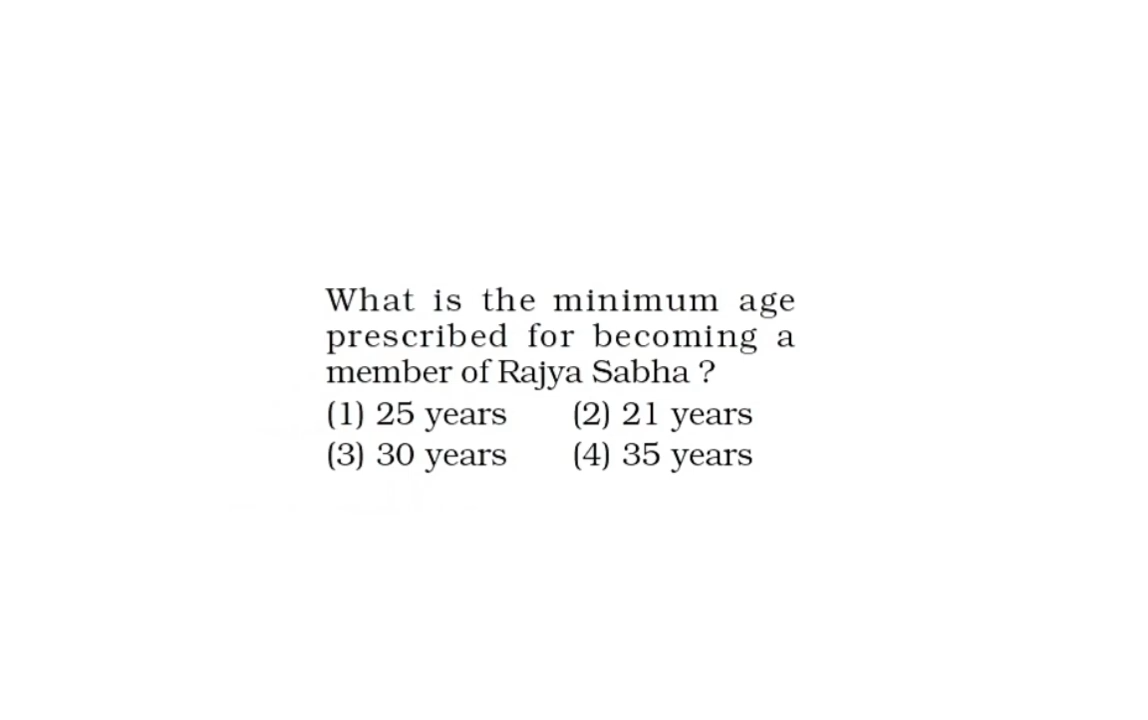 What is the minimum age
prescribed for becoming a
member of Rajya Sabha ?
(1) 25 years (2) 21 years
(3) 30 years (4) 35 years